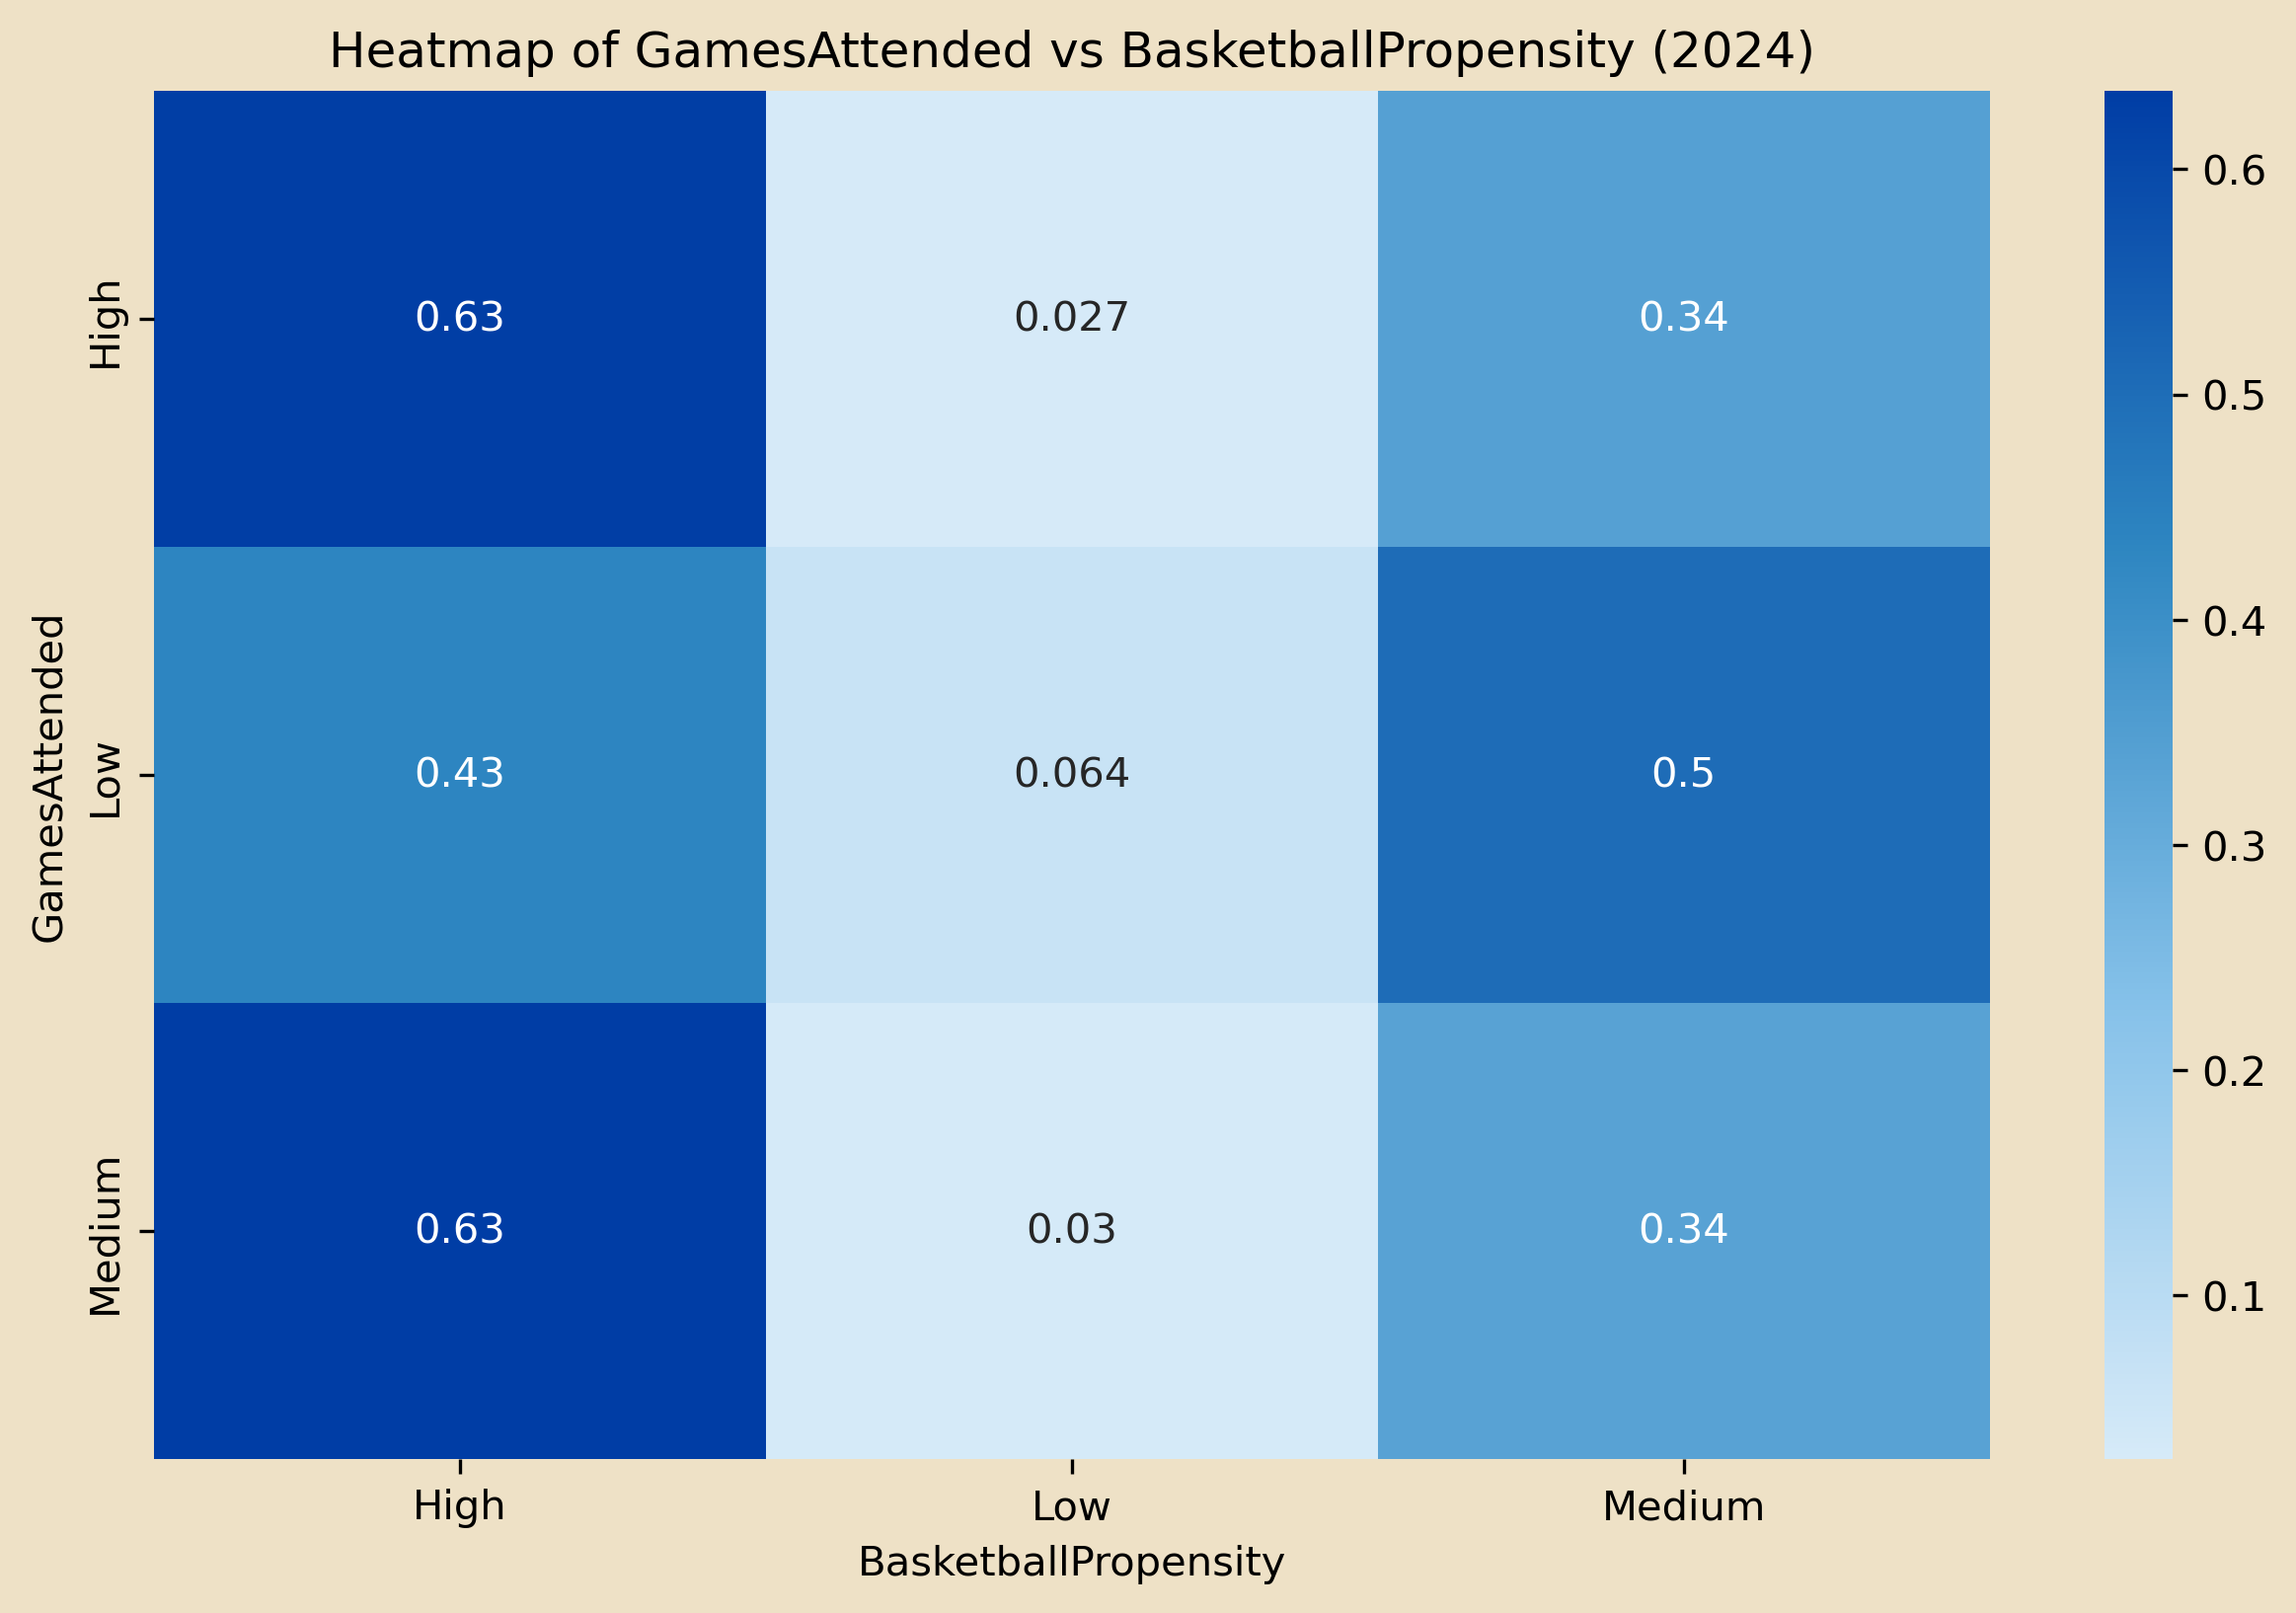 Heatmap of GamesAttended vs BasketballPropensity (2024)
GamesAttended
High
0.63
0.027
0.34
Low
0.43
0.064
0.5
Medium
0.63
0.03
0.34
High
Low
Medium
BasketballPropensity
0.6
0.5
0.4
0.3
0.2
0.1